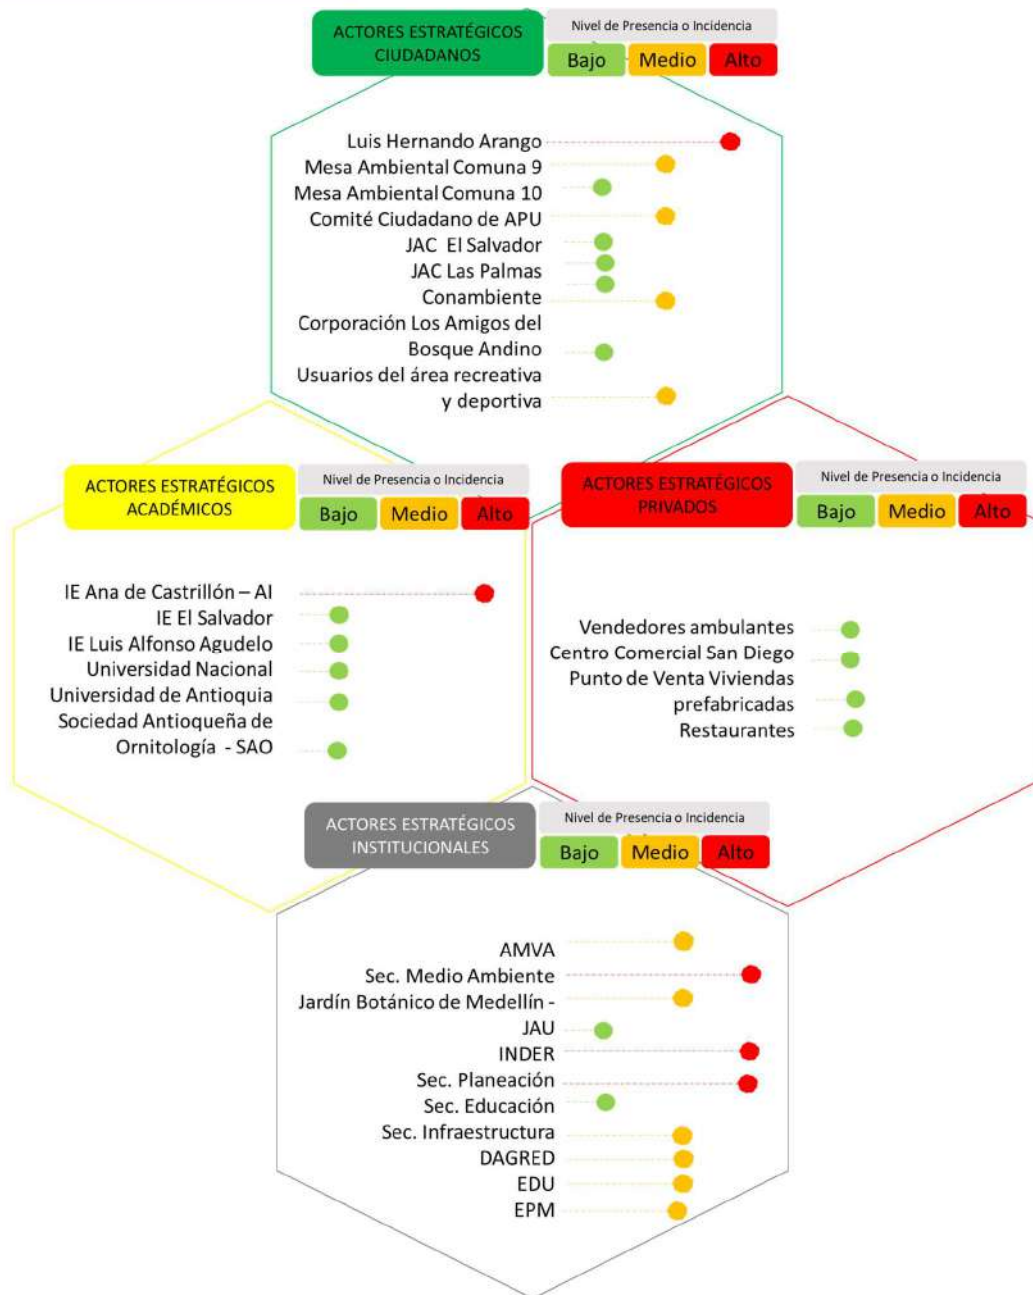 ACTORES ESTRATÉGICOS
CIUDADANOS
Nivel de Presencia o Incidencia
Bajo
Medio
Alto
Luis Hernando Arango
Mesa Ambiental Comuna 9
Mesa Ambiental Comuna 10
Comité Ciudadano de APU
JAC El Salvador
JAC Las Palmas
Conambiente
Corporación Los Amigos del
Bosque Andino
Usuarios del área recreativa
y deportiva
ACTORES ESTRATÉGICOS
ACADÉMICOS
Nivel de Presencia o Incidencia
Bajo
Medio
Alto
IE Ana de Castrillón – AI
IE El Salvador
IE Luis Alfonso Agudelo
Universidad Nacional
Universidad de Antioquia
Sociedad Antioqueña de
Ornitología - SAO
ACTORES ESTRATÉGICOS
PRIVADOS
Nivel de Presencia o Incidencia
Bajo
Medio
Alto
Vendedores ambulantes
Centro Comercial San Diego
Punto de Venta Viviendas
prefabricadas
Restaurantes
ACTORES ESTRATÉGICOS
INSTITUCIONALES
Nivel de Presencia o Incidencia
Bajo
Medio
Alto
AMVA
Sec. Medio Ambiente
Jardín Botánico de Medellín -
JAU
INDER
Sec. Planeación
Sec. Educación
Sec. Infraestructura
DAGRED
EDU
EPM